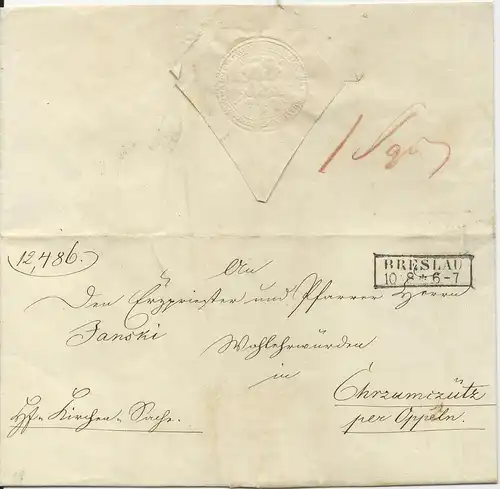 1 Sgr
12,486.
BRESLAU
10 8 * 6-7
An
Den Erzpriester und Pfarrer Herrn
Janski
Wohlehrwürden
in
Chrzumczütz
per Oppeln.
Kirchen-Sache.